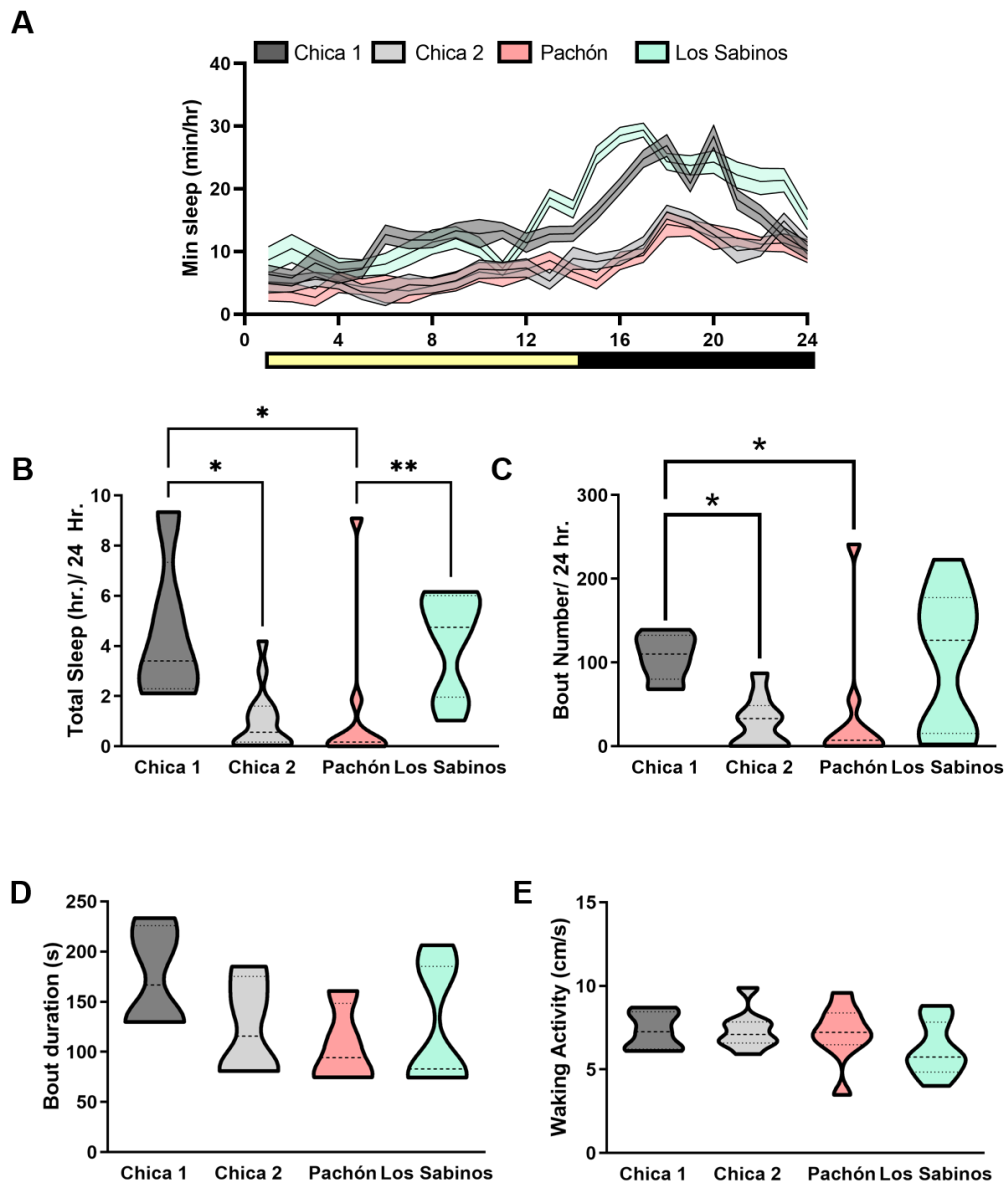 A
Chica 1 Chica 2 Pachón Los Sabinos
Min sleep (min/hr)
40
30
20
10
0
0 4 8 12 16 20 24
B
* * **
Total Sleep (hr.)/ 24 Hr.
10
8
6
4
2
0
Chica 1 Chica 2 Pachón Los Sabinos
C
* *
Bout Number/ 24 hr.
300
200
100
0
Chica 1 Chica 2 Pachón Los Sabinos
D
Bout duration (s)
250
200
150
100
50
0
Chica 1 Chica 2 Pachón Los Sabinos
E
Waking Activity (cm/s)
15
10
5
0
Chica 1 Chica 2 Pachón Los Sabinos